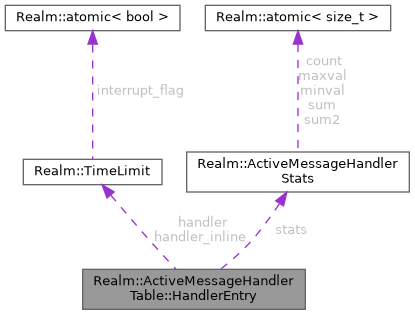 Realm::atomic< bool >
Realm::atomic< size_t >
interrupt_flag
count
maxval
minval
sum
sum2
Realm::TimeLimit
Realm::ActiveMessageHandler
Stats
handler
handler_inline
stats
Realm::ActiveMessageHandler
Table::HandlerEntry